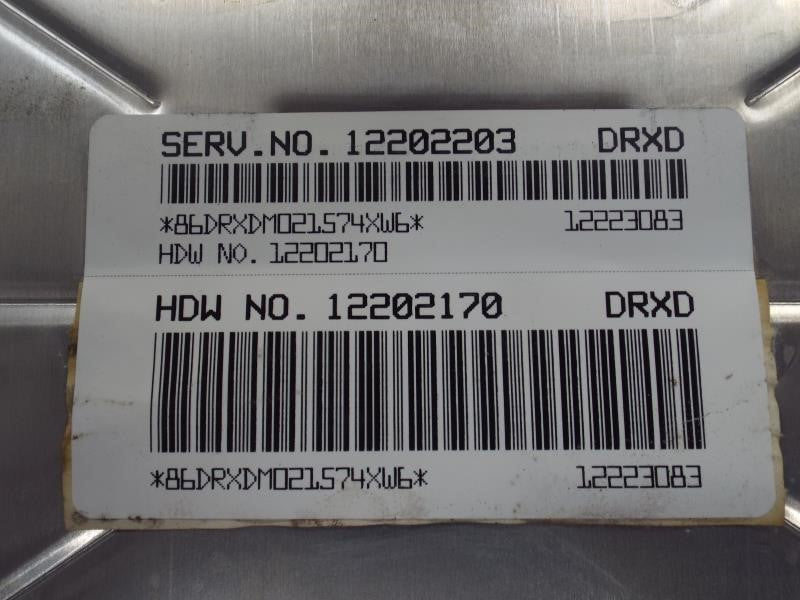 SERV.NO. 12202203 DRXD
*86DRXDM021574XW6* 12223083
HDW NO. 12202170
HDW NO. 12202170 DRXD
*86DRXDM021574XW6* 12223083